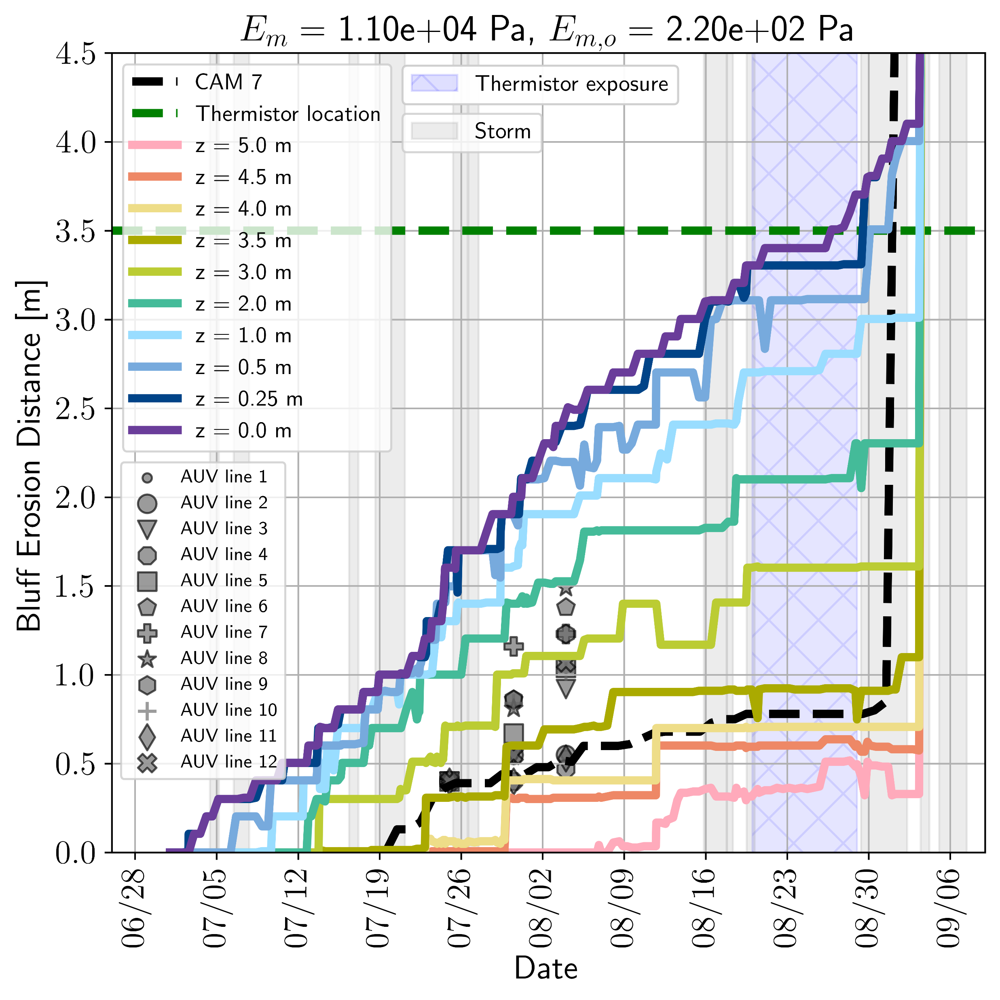 E_m = 1.10e+04 Pa, E_{m,o} = 2.20e+02 Pa
4.5
4.0
3.5
3.0
2.5
2.0
1.5
1.0
0.5
0.0
Bluff Erosion Distance [m]
CAM 7
Thermistor location
z = 5.0 m
z = 4.5 m
z = 4.0 m
z = 3.5 m
z = 3.0 m
z = 2.0 m
z = 1.0 m
z = 0.5 m
z = 0.25 m
z = 0.0 m
Thermistor exposure
Storm
AUV line 1
AUV line 2
AUV line 3
AUV line 4
AUV line 5
AUV line 6
AUV line 7
AUV line 8
AUV line 9
AUV line 10
AUV line 11
AUV line 12
06/28
07/05
07/12
07/19
07/26
08/02
08/09
08/16
08/23
08/30
09/06
Date